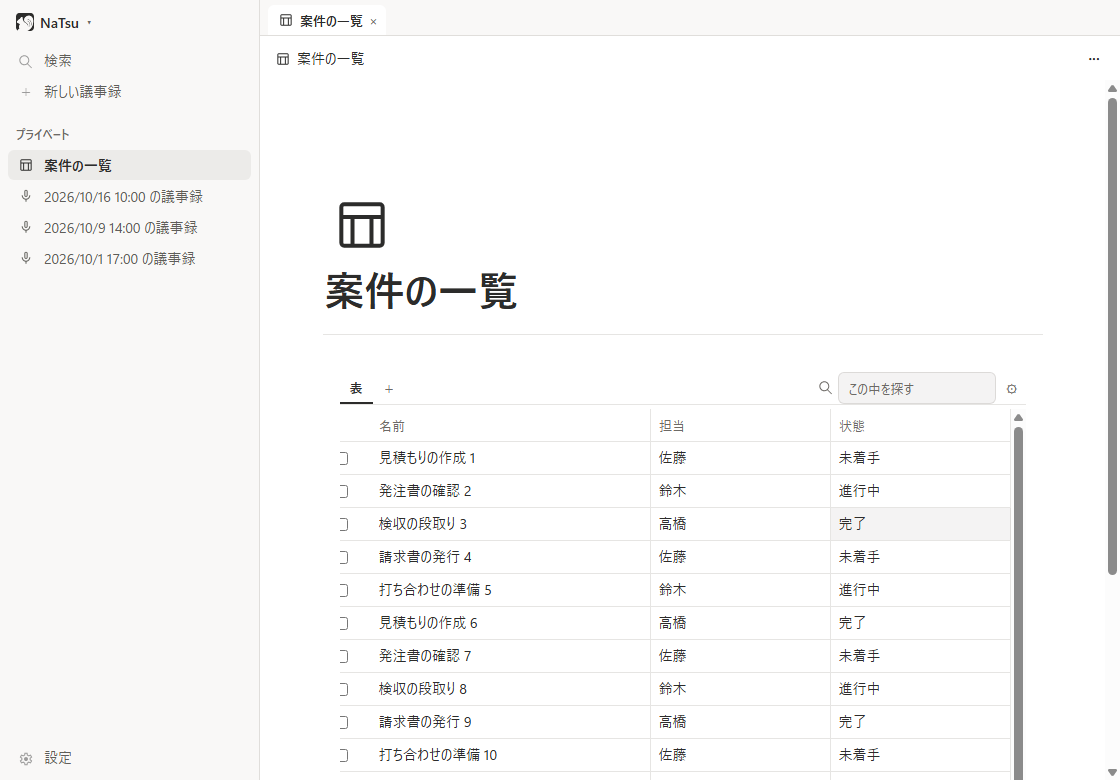 NaTsu
検索
新しい議事録
プライベート
案件の一覧
2026/10/16 10:00 の議事録
2026/10/9 14:00 の議事録
2026/10/1 17:00 の議事録
設定
案件の一覧 ×
案件の一覧
案件の一覧
表 +
この中を探す
名前 担当 状態
見積もりの作成 1 佐藤 未着手
発注書の確認 2 鈴木 進行中
検収の段取り 3 高橋 完了
請求書の発行 4 佐藤 未着手
打ち合わせの準備 5 鈴木 進行中
見積もりの作成 6 高橋 完了
発注書の確認 7 佐藤 未着手
検収の段取り 8 鈴木 進行中
請求書の発行 9 高橋 完了
打ち合わせの準備 10 佐藤 未着手